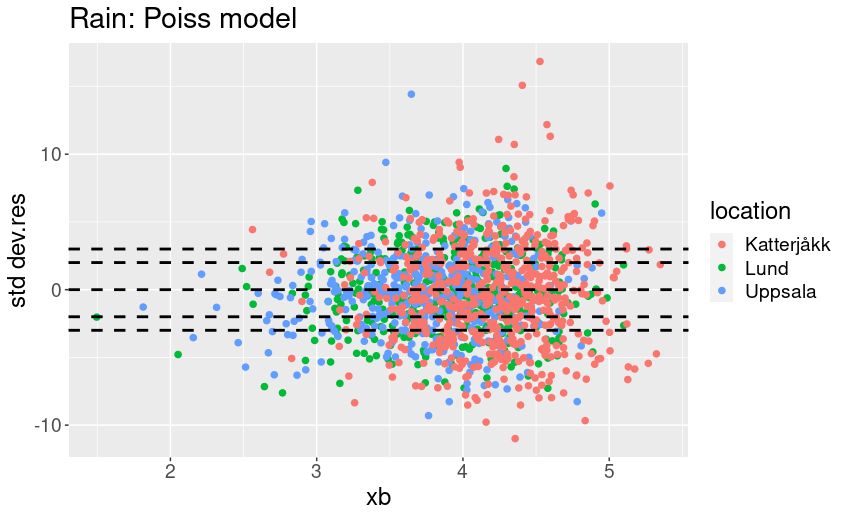 Rain: Poiss model
std dev.res
10
0
-10
2
3
4
5
xb
location
Katterjåkk
Lund
Uppsala